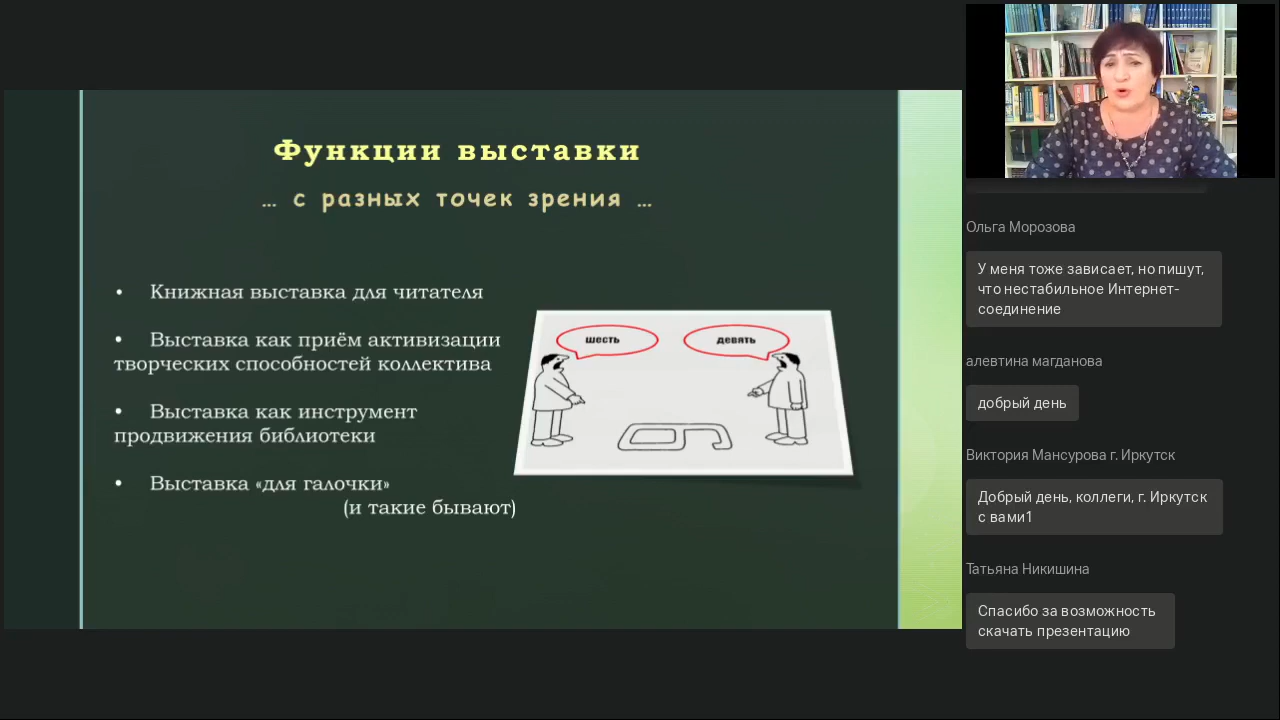 Функции выставки
… с разных точек зрения …
• Книжная выставка для читателя
• Выставка как приём активизации
творческих способностей коллектива
• Выставка как инструмент
продвижения библиотеки
• Выставка «для галочки»
(и такие бывают)
шесть
девять
Ольга Морозова
У меня тоже зависает, но пишут,
что нестабильное Интернет-
соединение
алевтина магданова
добрый день
Виктория Мансурова г. Иркутск
Добрый день, коллеги, г. Иркутск
с вами1
Татьяна Никишина
Спасибо за возможность
скачать презентацию